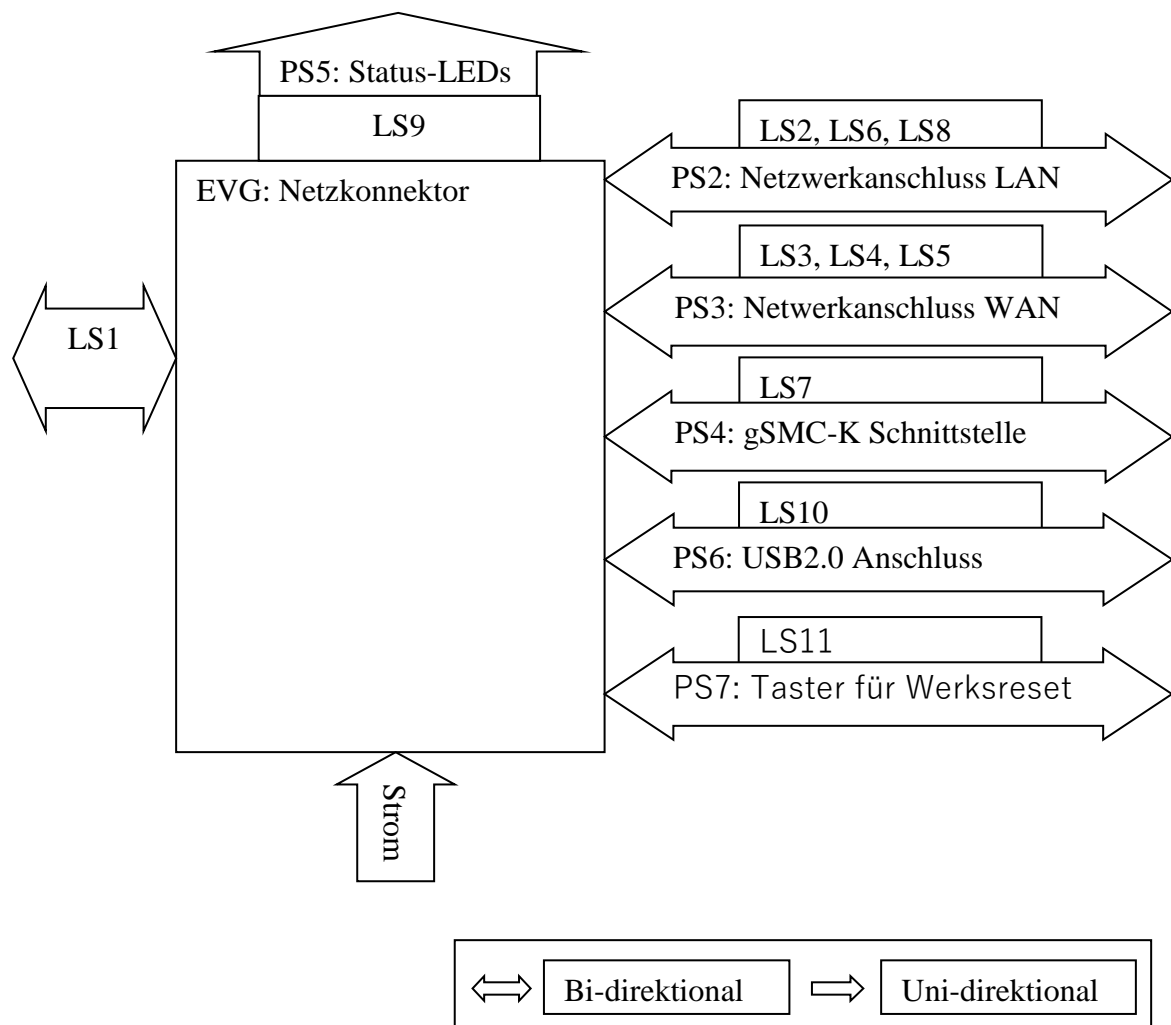 PS5: Status-LEDs
LS9
EVG: Netzkonnektor
LS1
LS2, LS6, LS8
PS2: Netzwerkanschluss LAN
LS3, LS4, LS5
PS3: Netwerkanschluss WAN
LS7
PS4: gSMC-K Schnittstelle
LS10
PS6: USB2.0 Anschluss
LS11
PS7: Taster für Werksreset
Strom
Bi-direktional
Uni-direktional